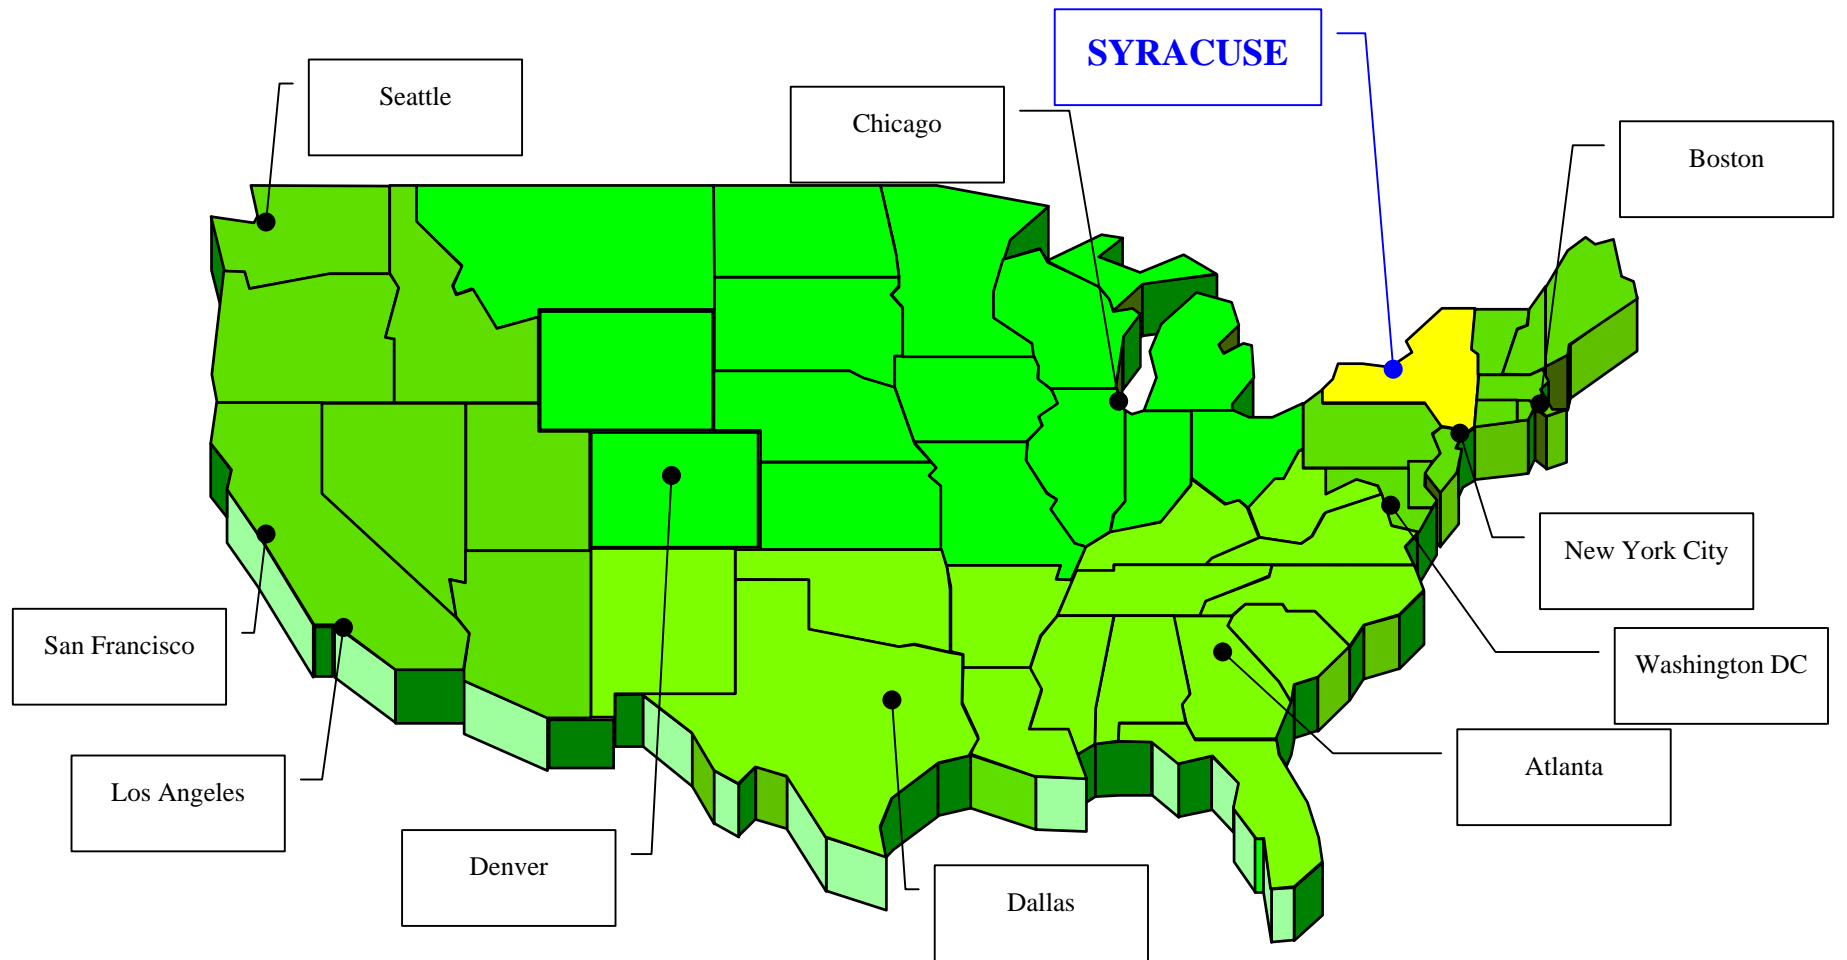 SYRACUSE
Seattle
Chicago
Boston
New York City
San Francisco
Washington DC
Los Angeles
Atlanta
Denver
Dallas